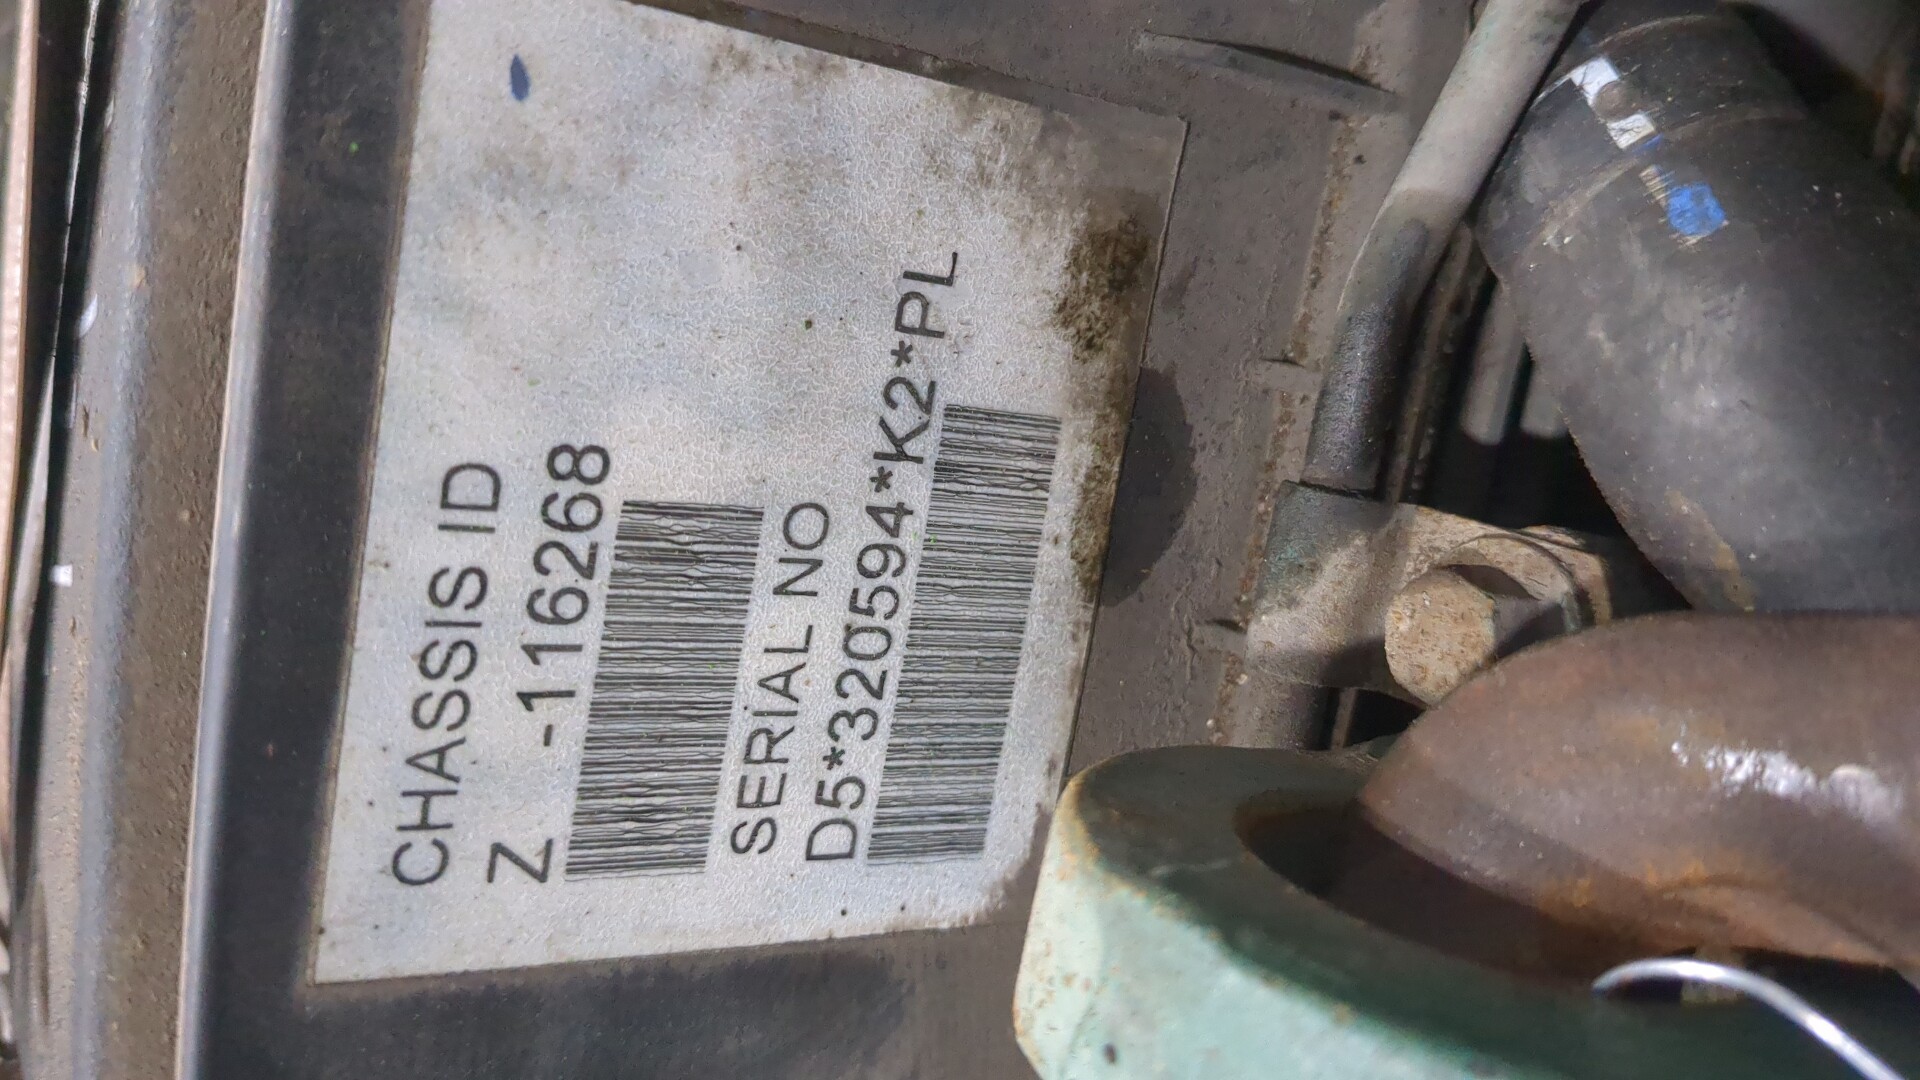 CHASSIS ID
Z -116268
SERIAL NO
D5*320594*K2*PL